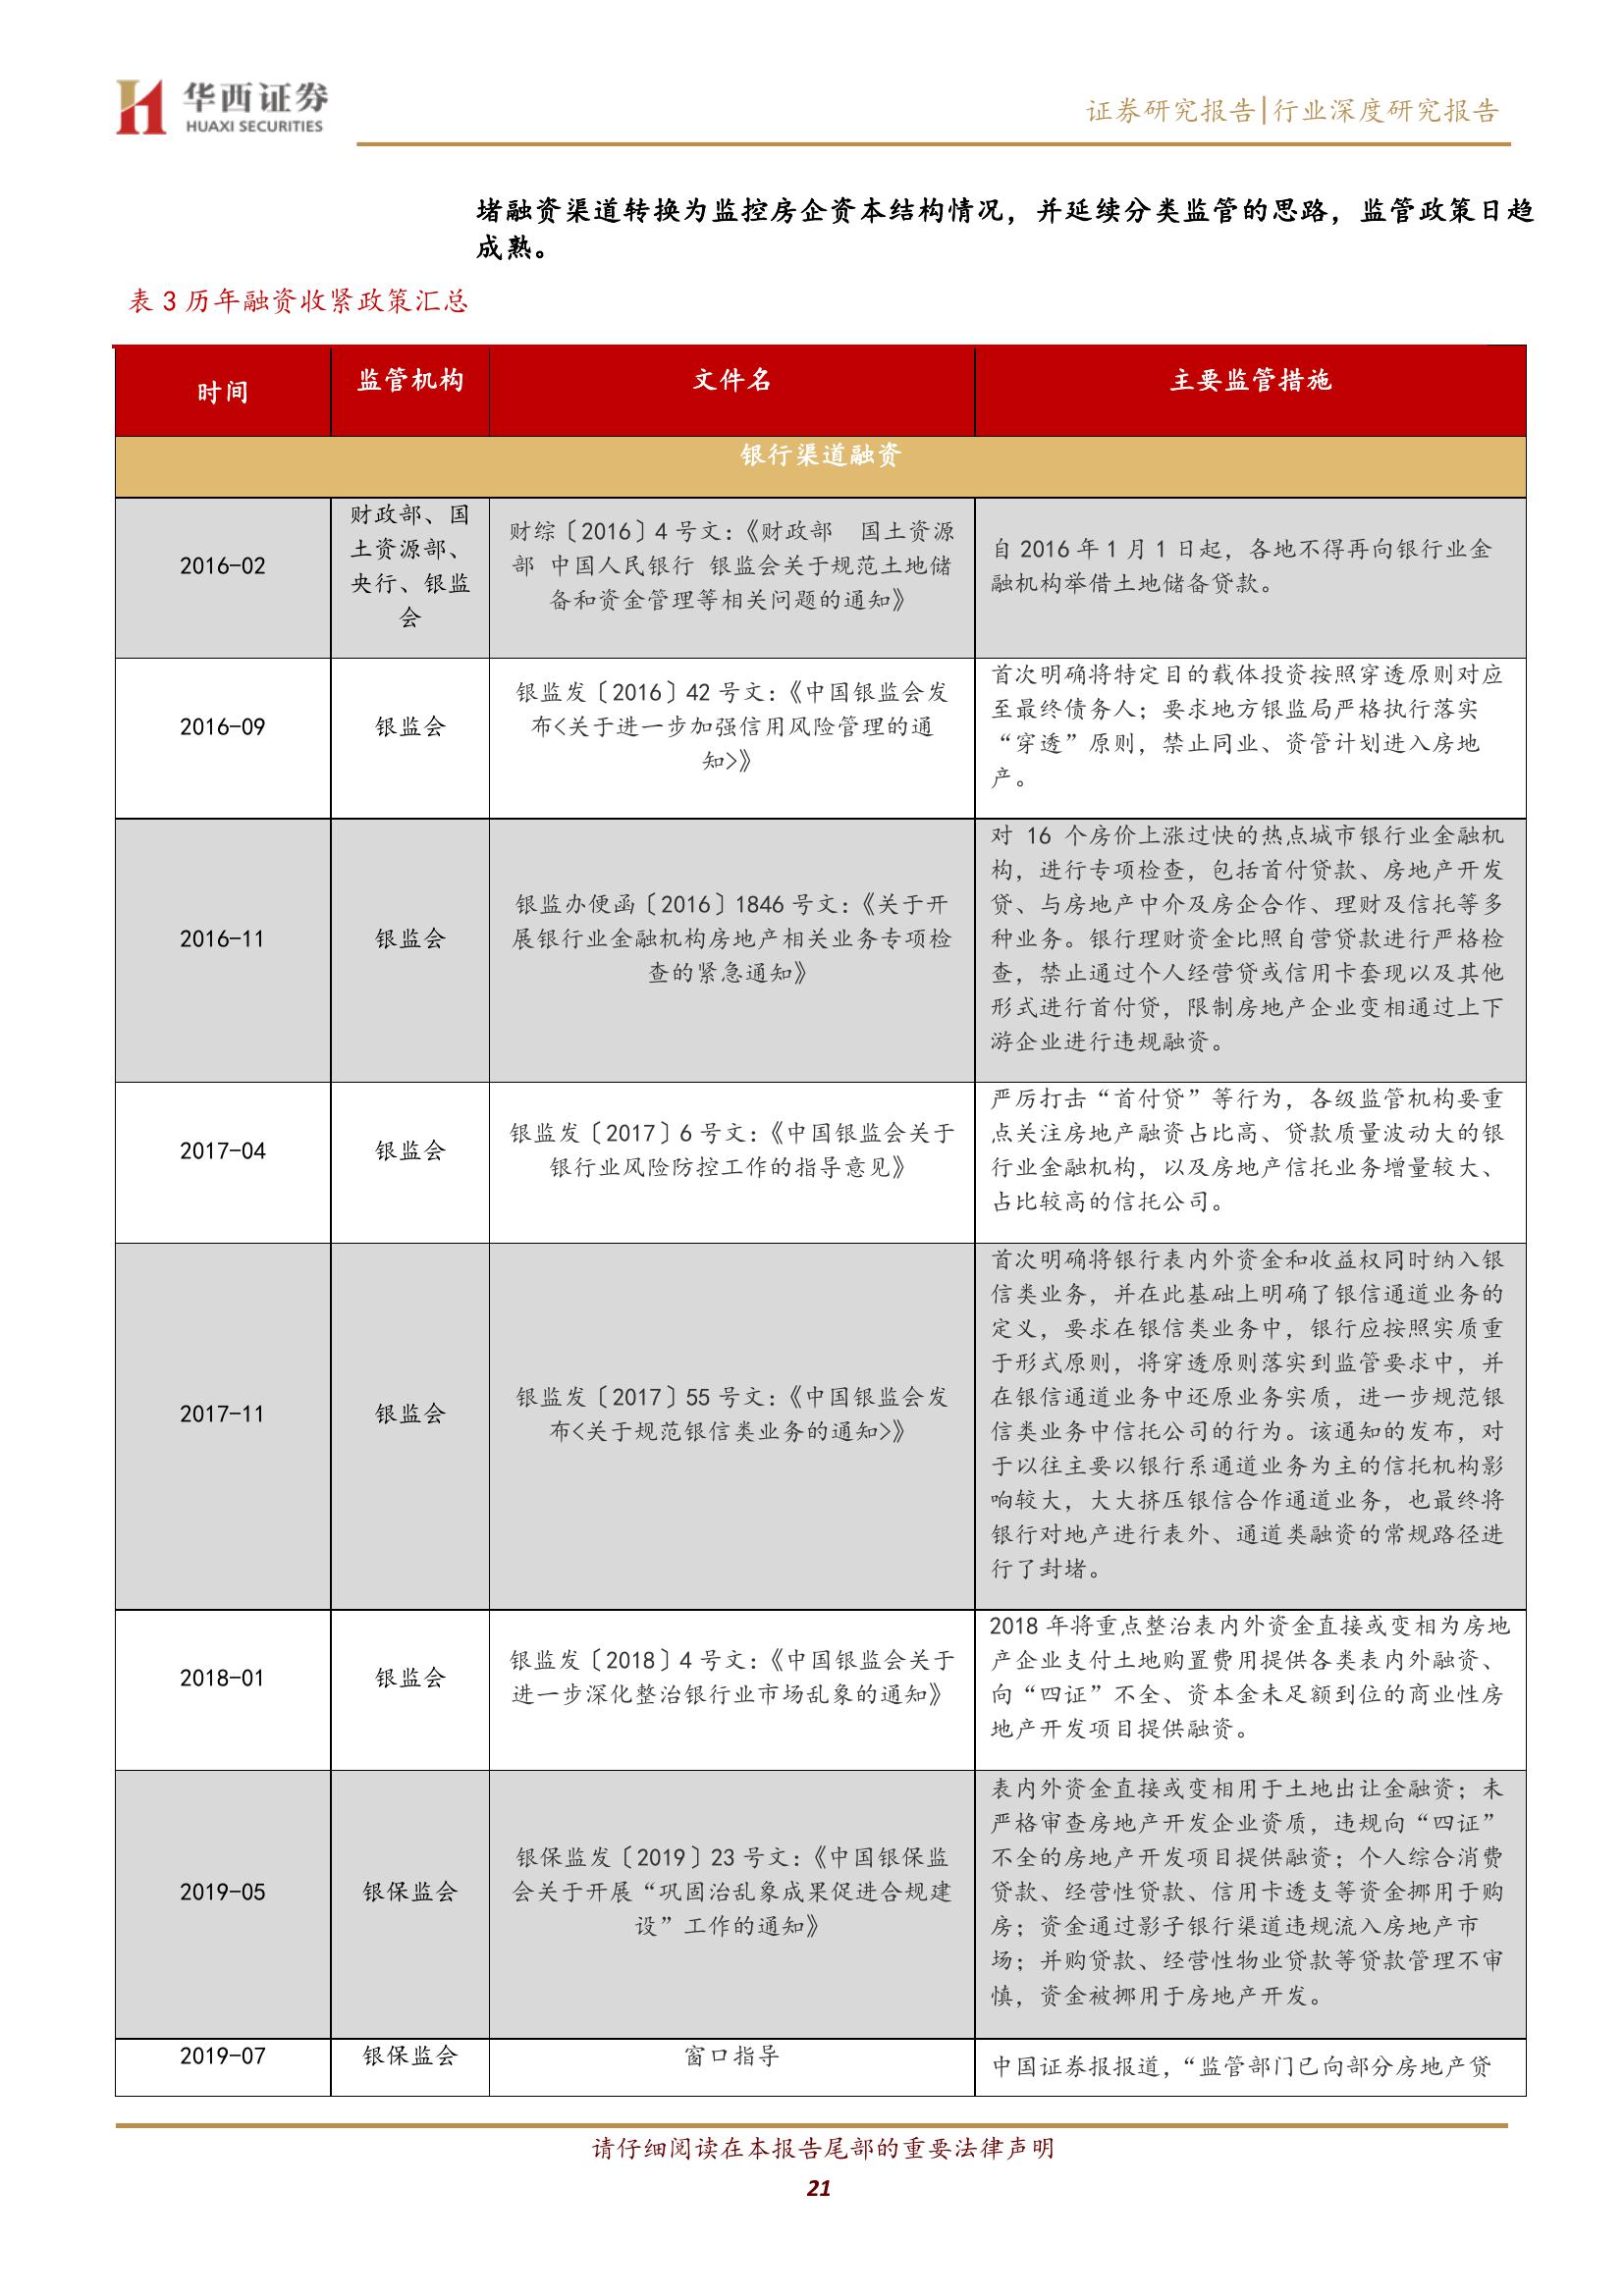 华西证券
HUAXI SECURITIES
证券研究报告|行业深度研究报告
堵融资渠道转换为监控房企资本结构情况，并延续分类监管的思路，监管政策日趋
成熟。
表 3 历年融资收紧政策汇总
时间
监管机构
文件名
主要监管措施
银行渠道融资
2016-02
财政部、国
土资源部、
央行、银监
会
财综〔2016〕4 号文：《财政部 国土资源
部 中国人民银行 银监会关于规范土地储
备和资金管理等相关问题的通知》
自 2016 年 1 月 1 日起，各地不得再向银行业金
融机构举借土地储备贷款。
2016-09
银监会
银监发〔2016〕42 号文：《中国银监会发
布<关于进一步加强信用风险管理的通
知>》
首次明确将特定目的载体投资按照穿透原则对应
至最终债务人；要求地方银监局严格执行落实
“穿透”原则，禁止同业、资管计划进入房地
产。
2016-11
银监会
银监办便函〔2016〕1846 号文：《关于开
展银行业金融机构房地产相关业务专项检
查的紧急通知》
对 16 个房价上涨过快的热点城市银行业金融机
构，进行专项检查，包括首付贷款、房地产开发
贷、与房地产中介及房企合作、理财及信托等多
种业务。银行理财资金比照自营贷款进行严格检
查，禁止通过个人经营贷或信用卡套现以及其他
形式进行首付贷，限制房地产企业变相通过上下
游企业进行违规融资。
2017-04
银监会
银监发〔2017〕6 号文：《中国银监会关于
银行业风险防控工作的指导意见》
严厉打击“首付贷”等行为，各级监管机构要重
点关注房地产融资占比高、贷款质量波动大的银
行业金融机构，以及房地产信托业务增量较大、
占比较高的信托公司。
2017-11
银监会
银监发〔2017〕55 号文：《中国银监会发
布<关于规范银信类业务的通知>》
首次明确将银行表内外资金和收益权同时纳入银
信类业务，并在此基础上明确了银信通道业务的
定义，要求在银信类业务中，银行应按照实质重
于形式原则，将穿透原则落实到监管要求中，并
在银信通道业务中还原业务实质，进一步规范银
信类业务中信托公司的行为。该通知的发布，对
于以往主要以银行系通道业务为主的信托机构影
响较大，大大挤压银信合作通道业务，也最终将
银行对地产进行表外、通道类融资的常规路径进
行了封堵。
2018-01
银监会
银监发〔2018〕4 号文：《中国银监会关于
进一步深化整治银行业市场乱象的通知》
2018 年将重点整治表内外资金直接或变相为房地
产企业支付土地购置费用提供各类表内外融资、
向“四证”不全、资本金未足额到位的商业性房
地产开发项目提供融资。
2019-05
银保监会
银保监发〔2019〕23 号文：《中国银保监
会关于开展“巩固治乱象成果促进合规建
设”工作的通知》
表内外资金直接或变相用于土地出让金融资；未
严格审查房地产开发企业资质，违规向“四证”
不全的房地产开发项目提供融资；个人综合消费
贷款、经营性贷款、信用卡透支等资金挪用于购
房；资金通过影子银行渠道违规流入房地产市
场；并购贷款、经营性物业贷款等贷款管理不审
慎，资金被挪用于房地产开发。
2019-07
银保监会
窗口指导
中国证券报报道，“监管部门已向部分房地产贷
请仔细阅读在本报告尾部的重要法律声明
21